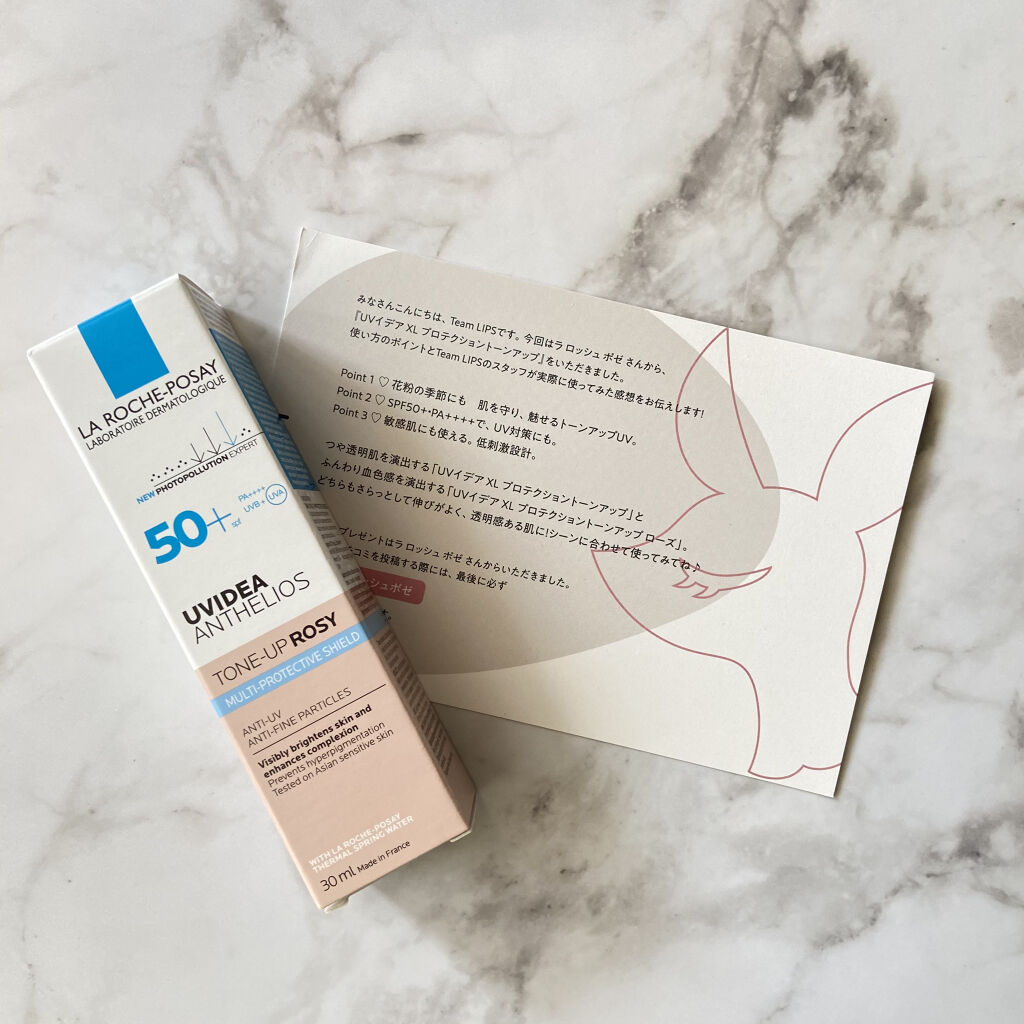 LA ROCHE-POSAY
LABORATOIRE DERMATOLOGIQUE
NEW PHOTOPOLLUTION EXPERT
50+
spf
PA++++
UVB + UVA
UVIDEA
ANTHELIOS
TONE-UP ROSY
MULTI-PROTECTIVE SHIELD
ANTI-UV
ANTI-FINE PARTICLES
Visibly brightens skin and
enhances complexion
Prevents hyperpigmentation
Tested on Asian sensitive skin
WITH LA ROCHE-POSAY
THERMAL SPRING WATER
30 ml Made in France
みなさんこんにちは、Team LIPSです。今回はラ ロッシュ ポゼ さんから、
『UVイデア XL プロテクショントーンアップ』をいただきました。
使い方のポイントとTeam LIPSのスタッフが実際に使ってみた感想をお伝えします!
Point 1 ♡ 花粉の季節にも 肌を守り、魅せるトーンアップUV。
Point 2 ♡ SPF50+・PA++++で、UV対策にも。
Point 3 ♡ 敏感肌にも使える。低刺激設計。
つや透明肌を演出する「UVイデア XL プロテクショントーンアップ」と
ふんわり血色感を演出する「UVイデア XL プロテクショントーンアップ ローズ」。
どちらもさらっとして伸びがよく、透明感ある肌に!シーンに合わせて使ってみてね♪
プレゼントはラ ロッシュ ポゼ さんからいただきました。
コミを投稿する際には、最後に必ず
ッシュポゼ